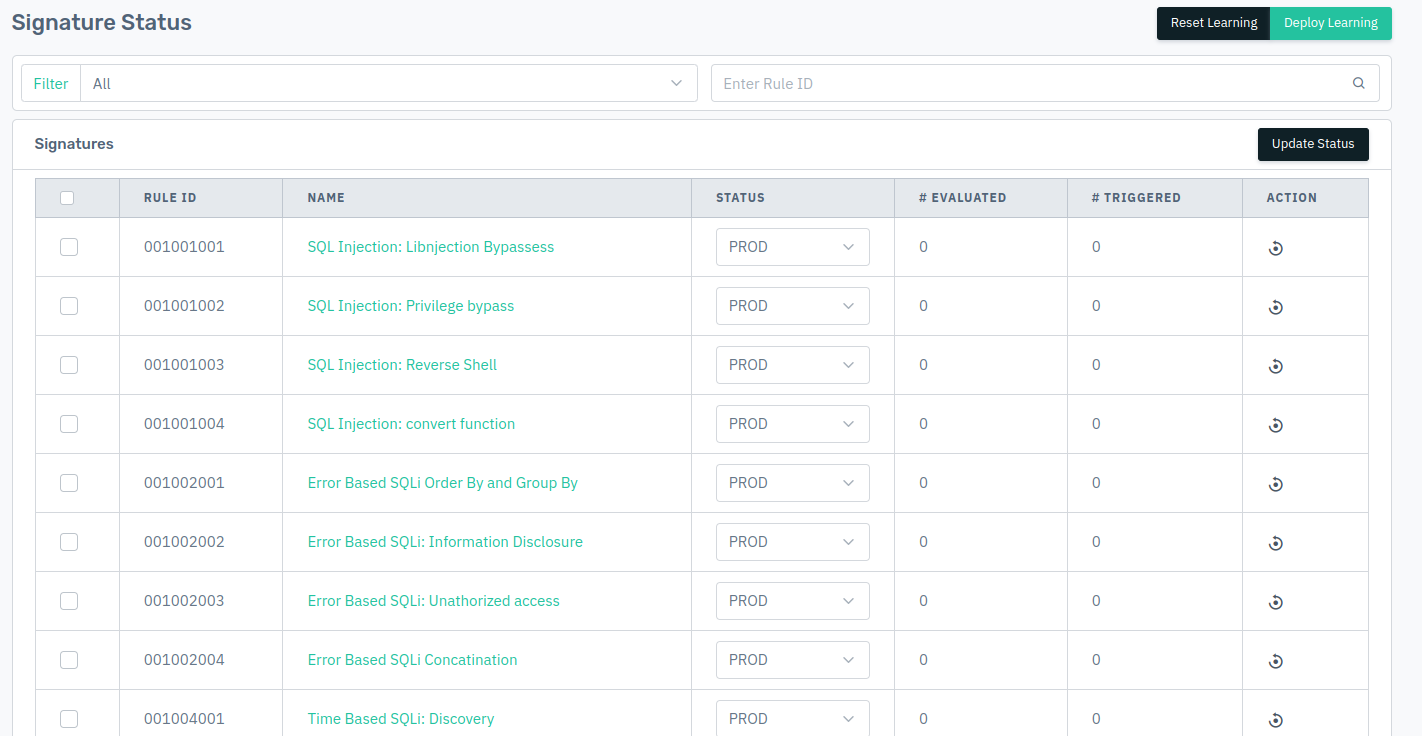 Signature Status
Reset Learning Deploy Learning
Filter All Enter Rule ID
Signatures Update Status
RULE ID NAME STATUS # EVALUATED # TRIGGERED ACTION
001001001 SQL Injection: Libnjection Bypassess PROD 0 0
001001002 SQL Injection: Privilege bypass PROD 0 0
001001003 SQL Injection: Reverse Shell PROD 0 0
001001004 SQL Injection: convert function PROD 0 0
001002001 Error Based SQLi Order By and Group By PROD 0 0
001002002 Error Based SQLi: Information Disclosure PROD 0 0
001002003 Error Based SQLi: Unathorized access PROD 0 0
001002004 Error Based SQLi Concatination PROD 0 0
001004001 Time Based SQLi: Discovery PROD 0 0